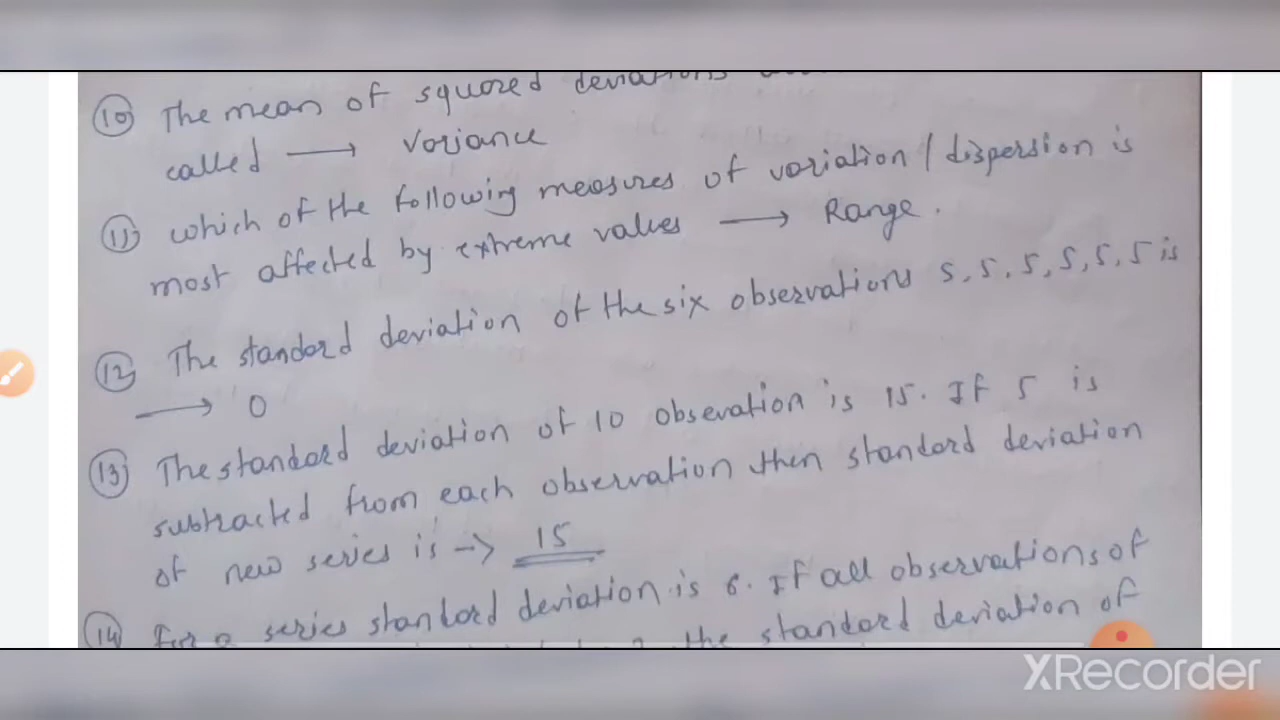 10 The mean of squared deviations
called → variance
11 which of the following measures of variation / dispersion is
most affected by extreme values → Range.
12 The standard deviation of the six observations 5, 5, 5, 5, 5, 5 is
→ 0
13 The standard deviation of 10 obsevation is 15. If 5 is
subtracted from each observation then standard deviation
of new series is → 15
14 For a series standard deviation is 6. If all observations of
the standard deviation of
XRecorder